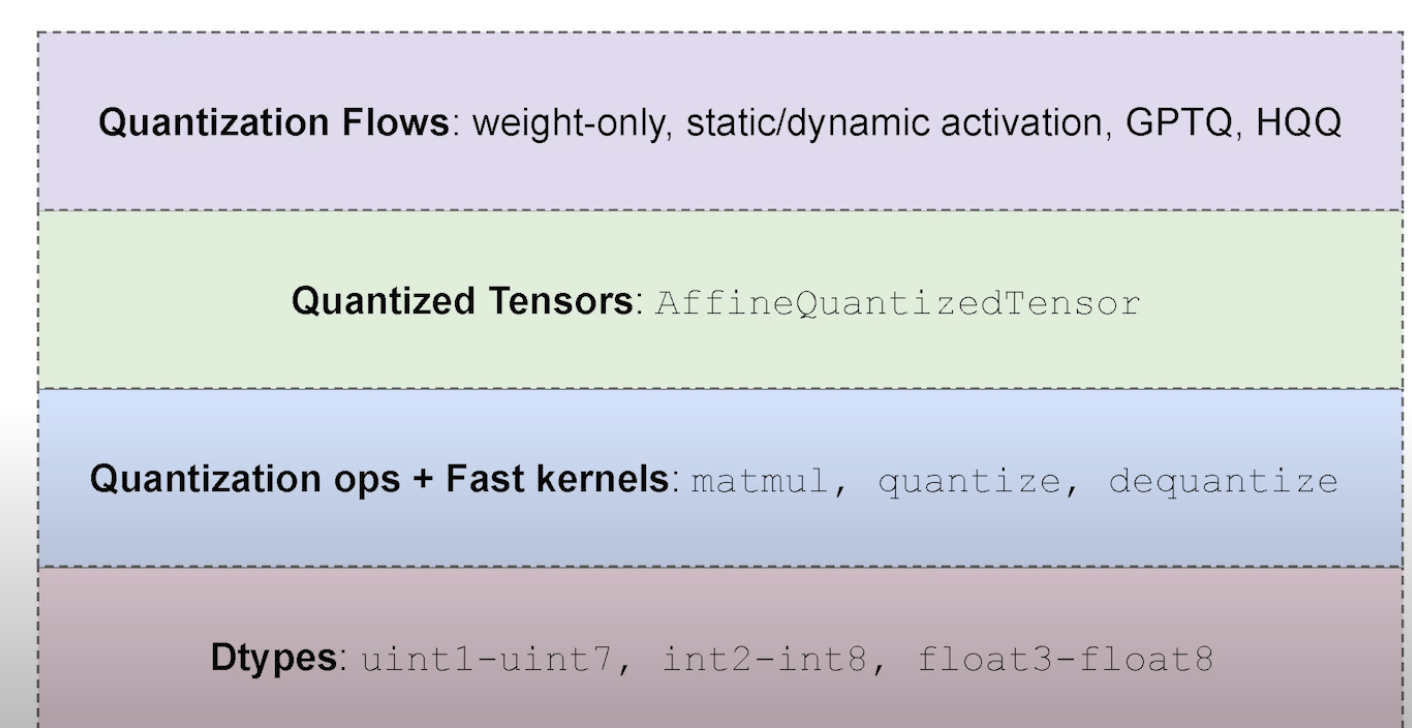 Quantization Flows: weight-only, static/dynamic activation, GPTQ, HQQ
Quantized Tensors: AffineQuantizedTensor
Quantization ops + Fast kernels: matmul, quantize, dequantize
Dtypes: uint1-uint7, int2-int8, float3-float8